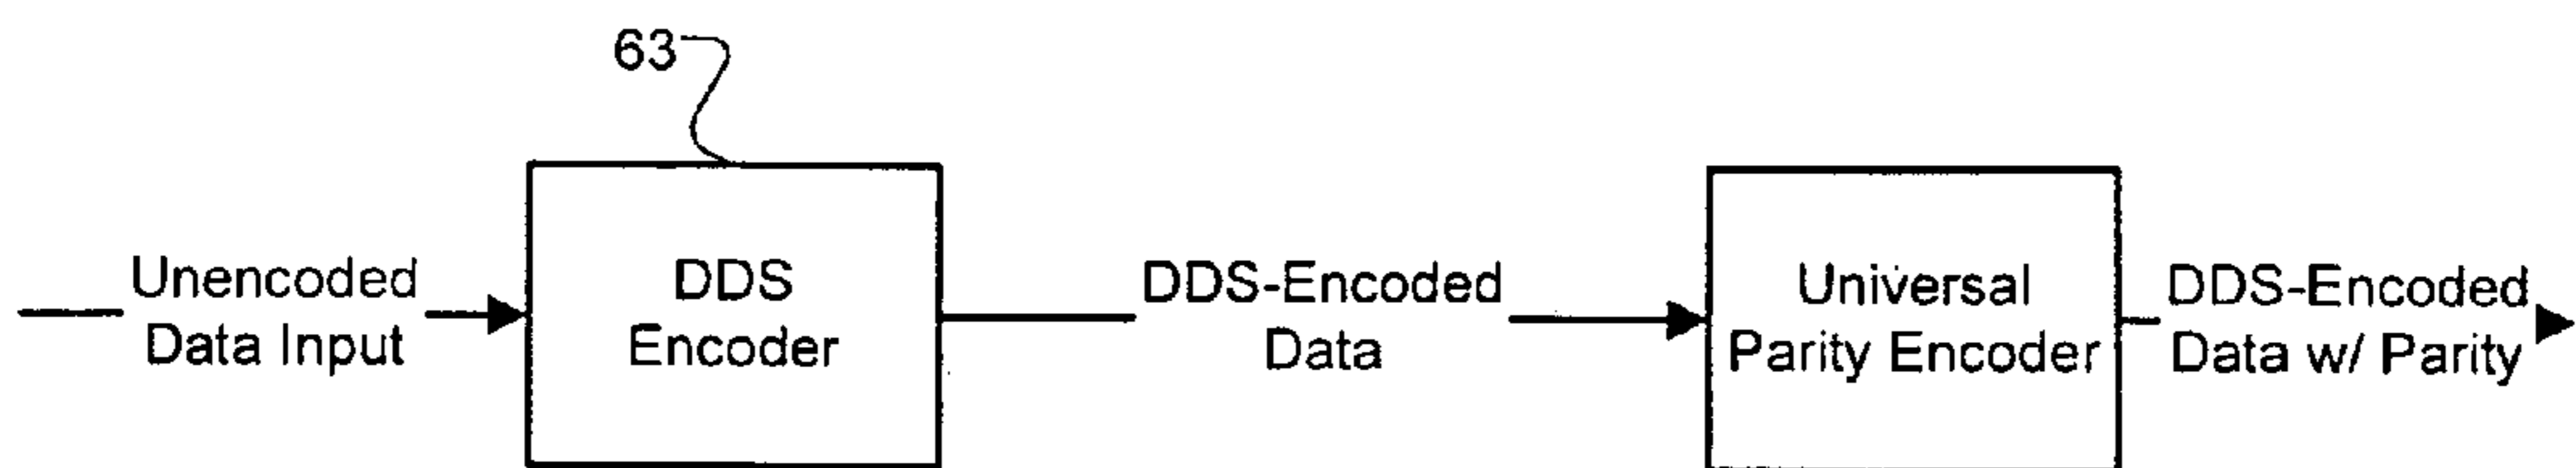 63
Unencoded
Data Input
DDS
Encoder
DDS-Encoded
Data
Universal
Parity Encoder
DDS-Encoded
Data w/ Parity